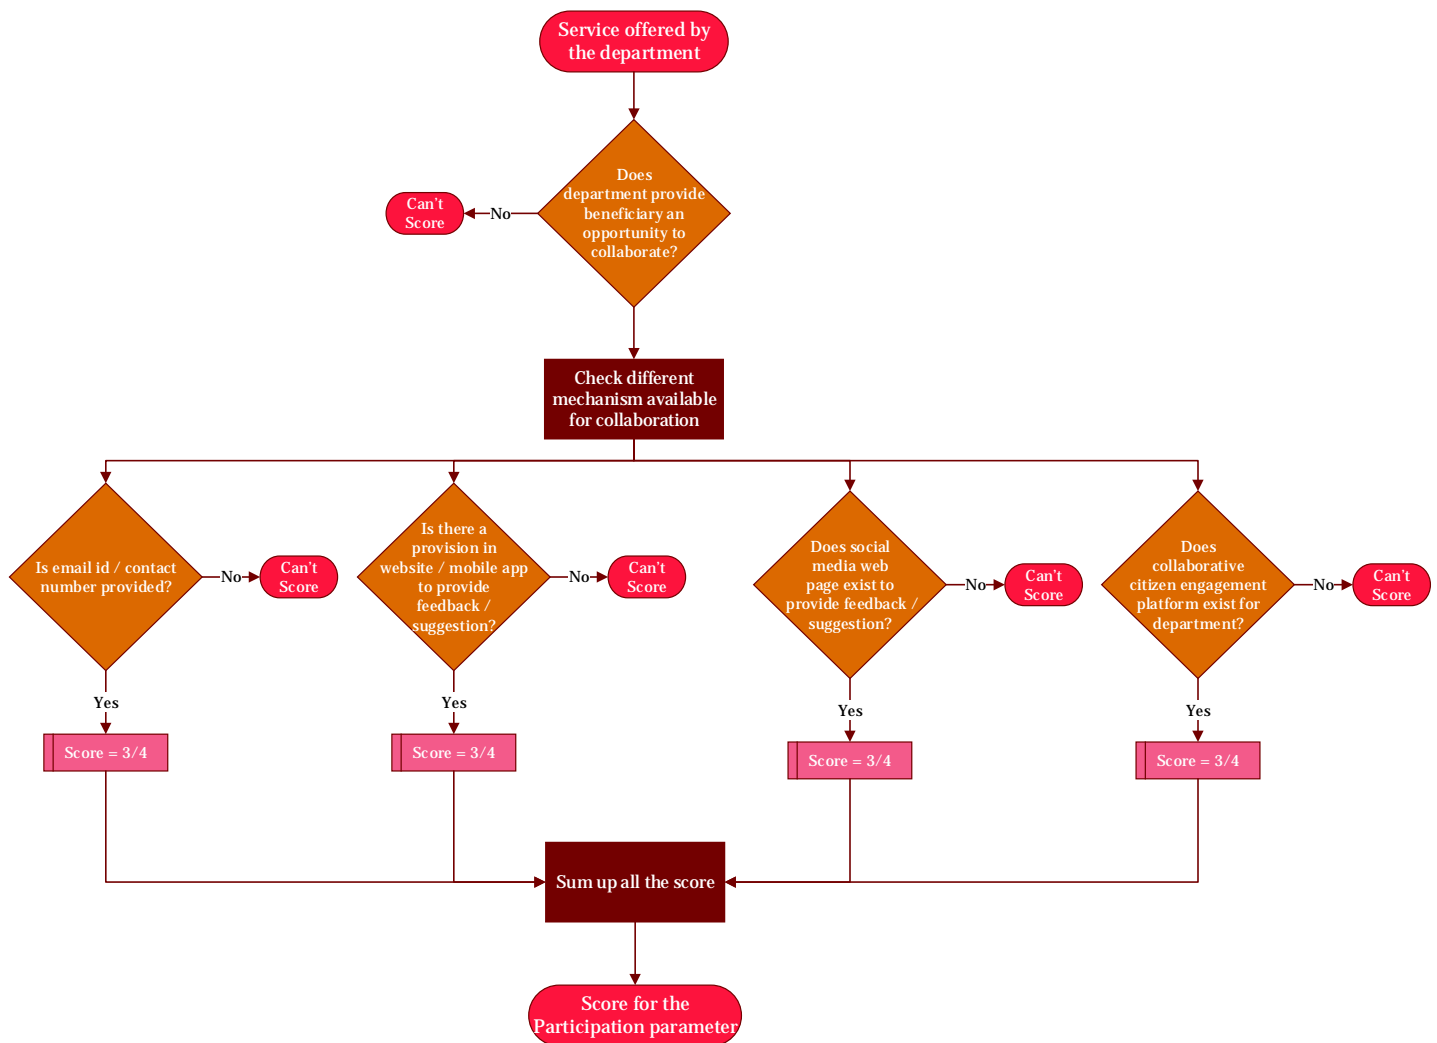 Service offered by
the department
Does
department provide
beneficiary an
opportunity to
collaborate?
No
Can't
Score
Check different
mechanism available
for collaboration
Is email id / contact
number provided?
No
Can't
Score
Yes
Score = 3/4
Is there a
provision in
website / mobile app
to provide
feedback /
suggestion?
No
Can't
Score
Yes
Score = 3/4
Does social
media web
page exist to
provide feedback /
suggestion?
No
Can't
Score
Yes
Score = 3/4
Does
collaborative
citizen engagement
platform exist for
department?
No
Can't
Score
Yes
Score = 3/4
Sum up all the score
Score for the
Participation parameter